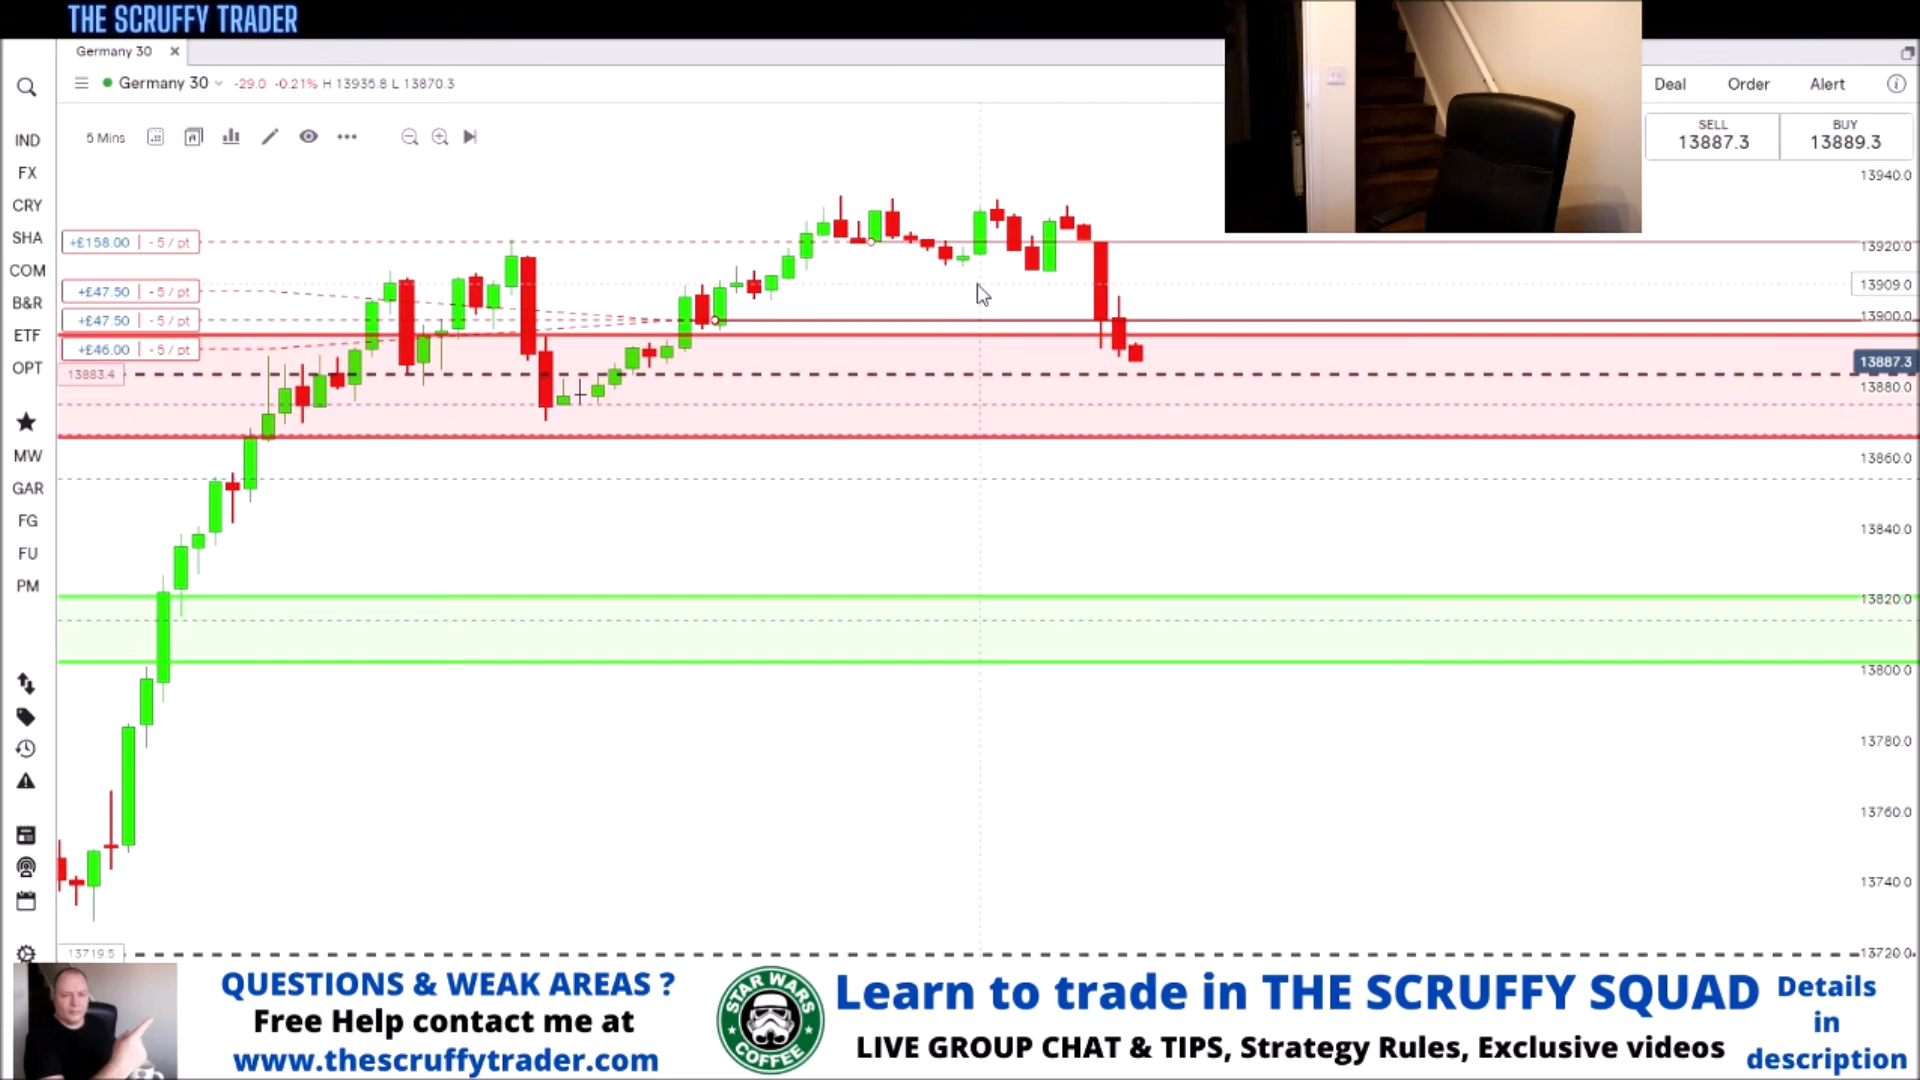 THE SCRUFFY TRADER
Germany 30
Germany 30 -29.0 -0.21% H 13935.8 L 13870.3
Deal Order Alert
5 Mins
SELL
13887.3
BUY
13889.3
IND
FX
CRY
SHA
COM
B&R
ETF
OPT
MW
GAR
FG
FU
PM
+£158.00 | - 5 / pt
+£47.50 | - 5 / pt
+£47.50 | - 5 / pt
+£46.00 | - 5 / pt
13883.4
13719.5
13940.0
13920.0
13909.0
13900.0
13887.3
13880.0
13860.0
13840.0
13820.0
13800.0
13780.0
13760.0
13740.0
13720.0
QUESTIONS & WEAK AREAS ?
Free Help contact me at
www.thescruffytrader.com
STAR WARS
COFFEE
Learn to trade in THE SCRUFFY SQUAD
LIVE GROUP CHAT & TIPS, Strategy Rules, Exclusive videos
Details
in
description